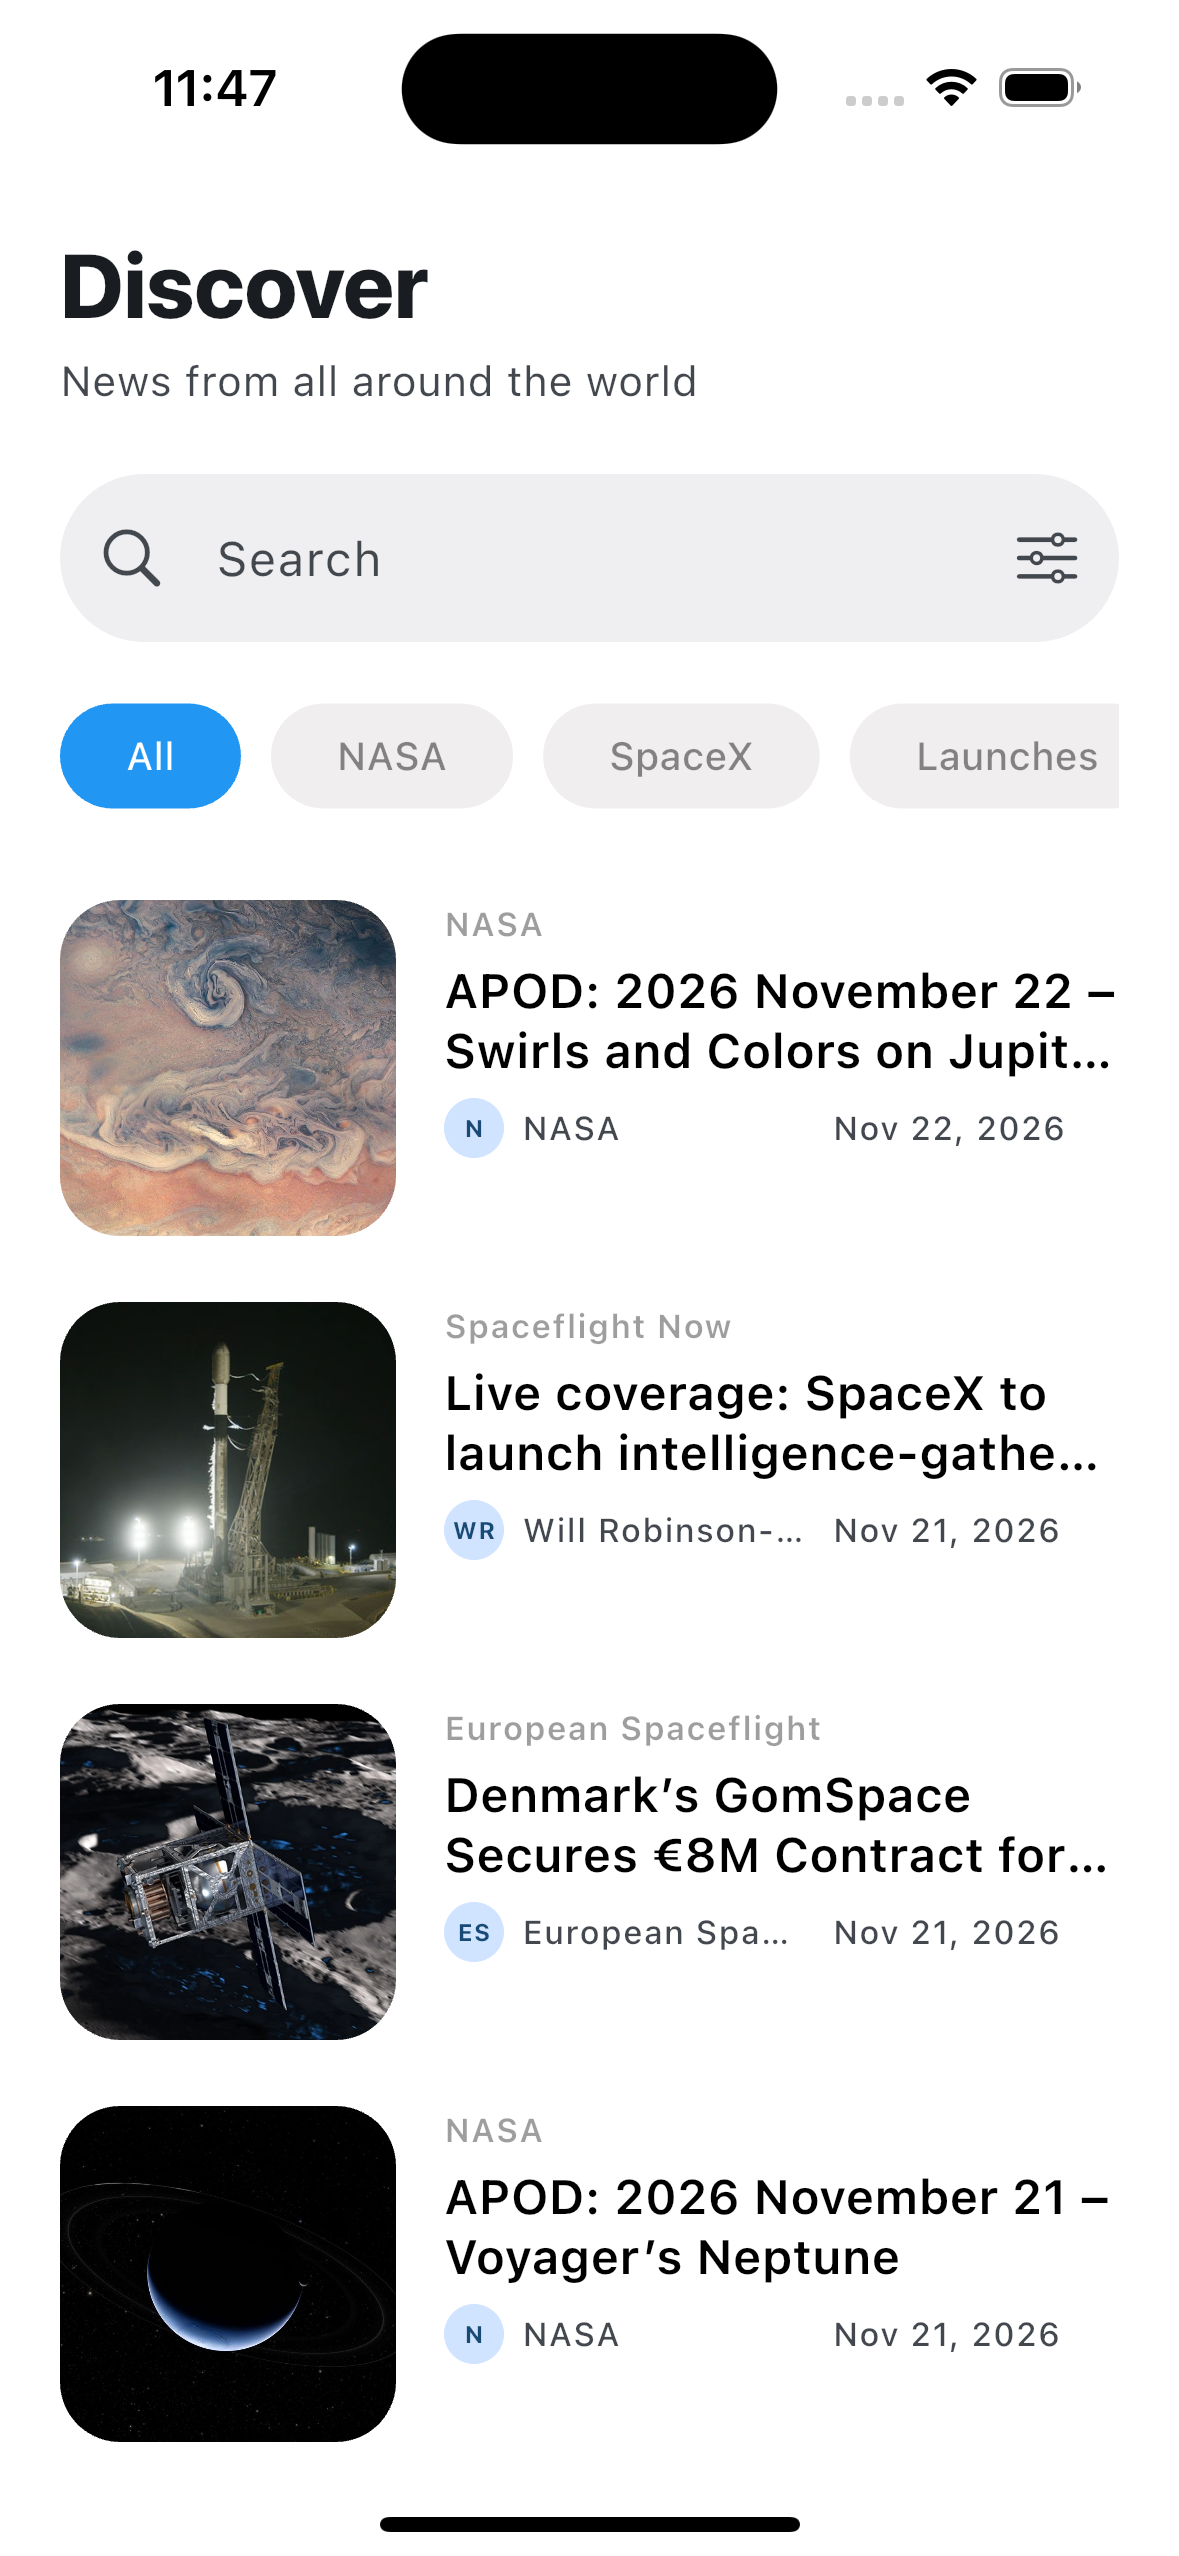 11:47
Discover
News from all around the world
Search
All
NASA
SpaceX
Launches
NASA
APOD: 2026 November 22 –
Swirls and Colors on Jupit...
N
NASA
Nov 22, 2026
Spaceflight Now
Live coverage: SpaceX to
launch intelligence-gathe...
WR
Will Robinson-...
Nov 21, 2026
European Spaceflight
Denmark’s GomSpace
Secures €8M Contract for...
ES
European Spa...
Nov 21, 2026
NASA
APOD: 2026 November 21 –
Voyager’s Neptune
N
NASA
Nov 21, 2026